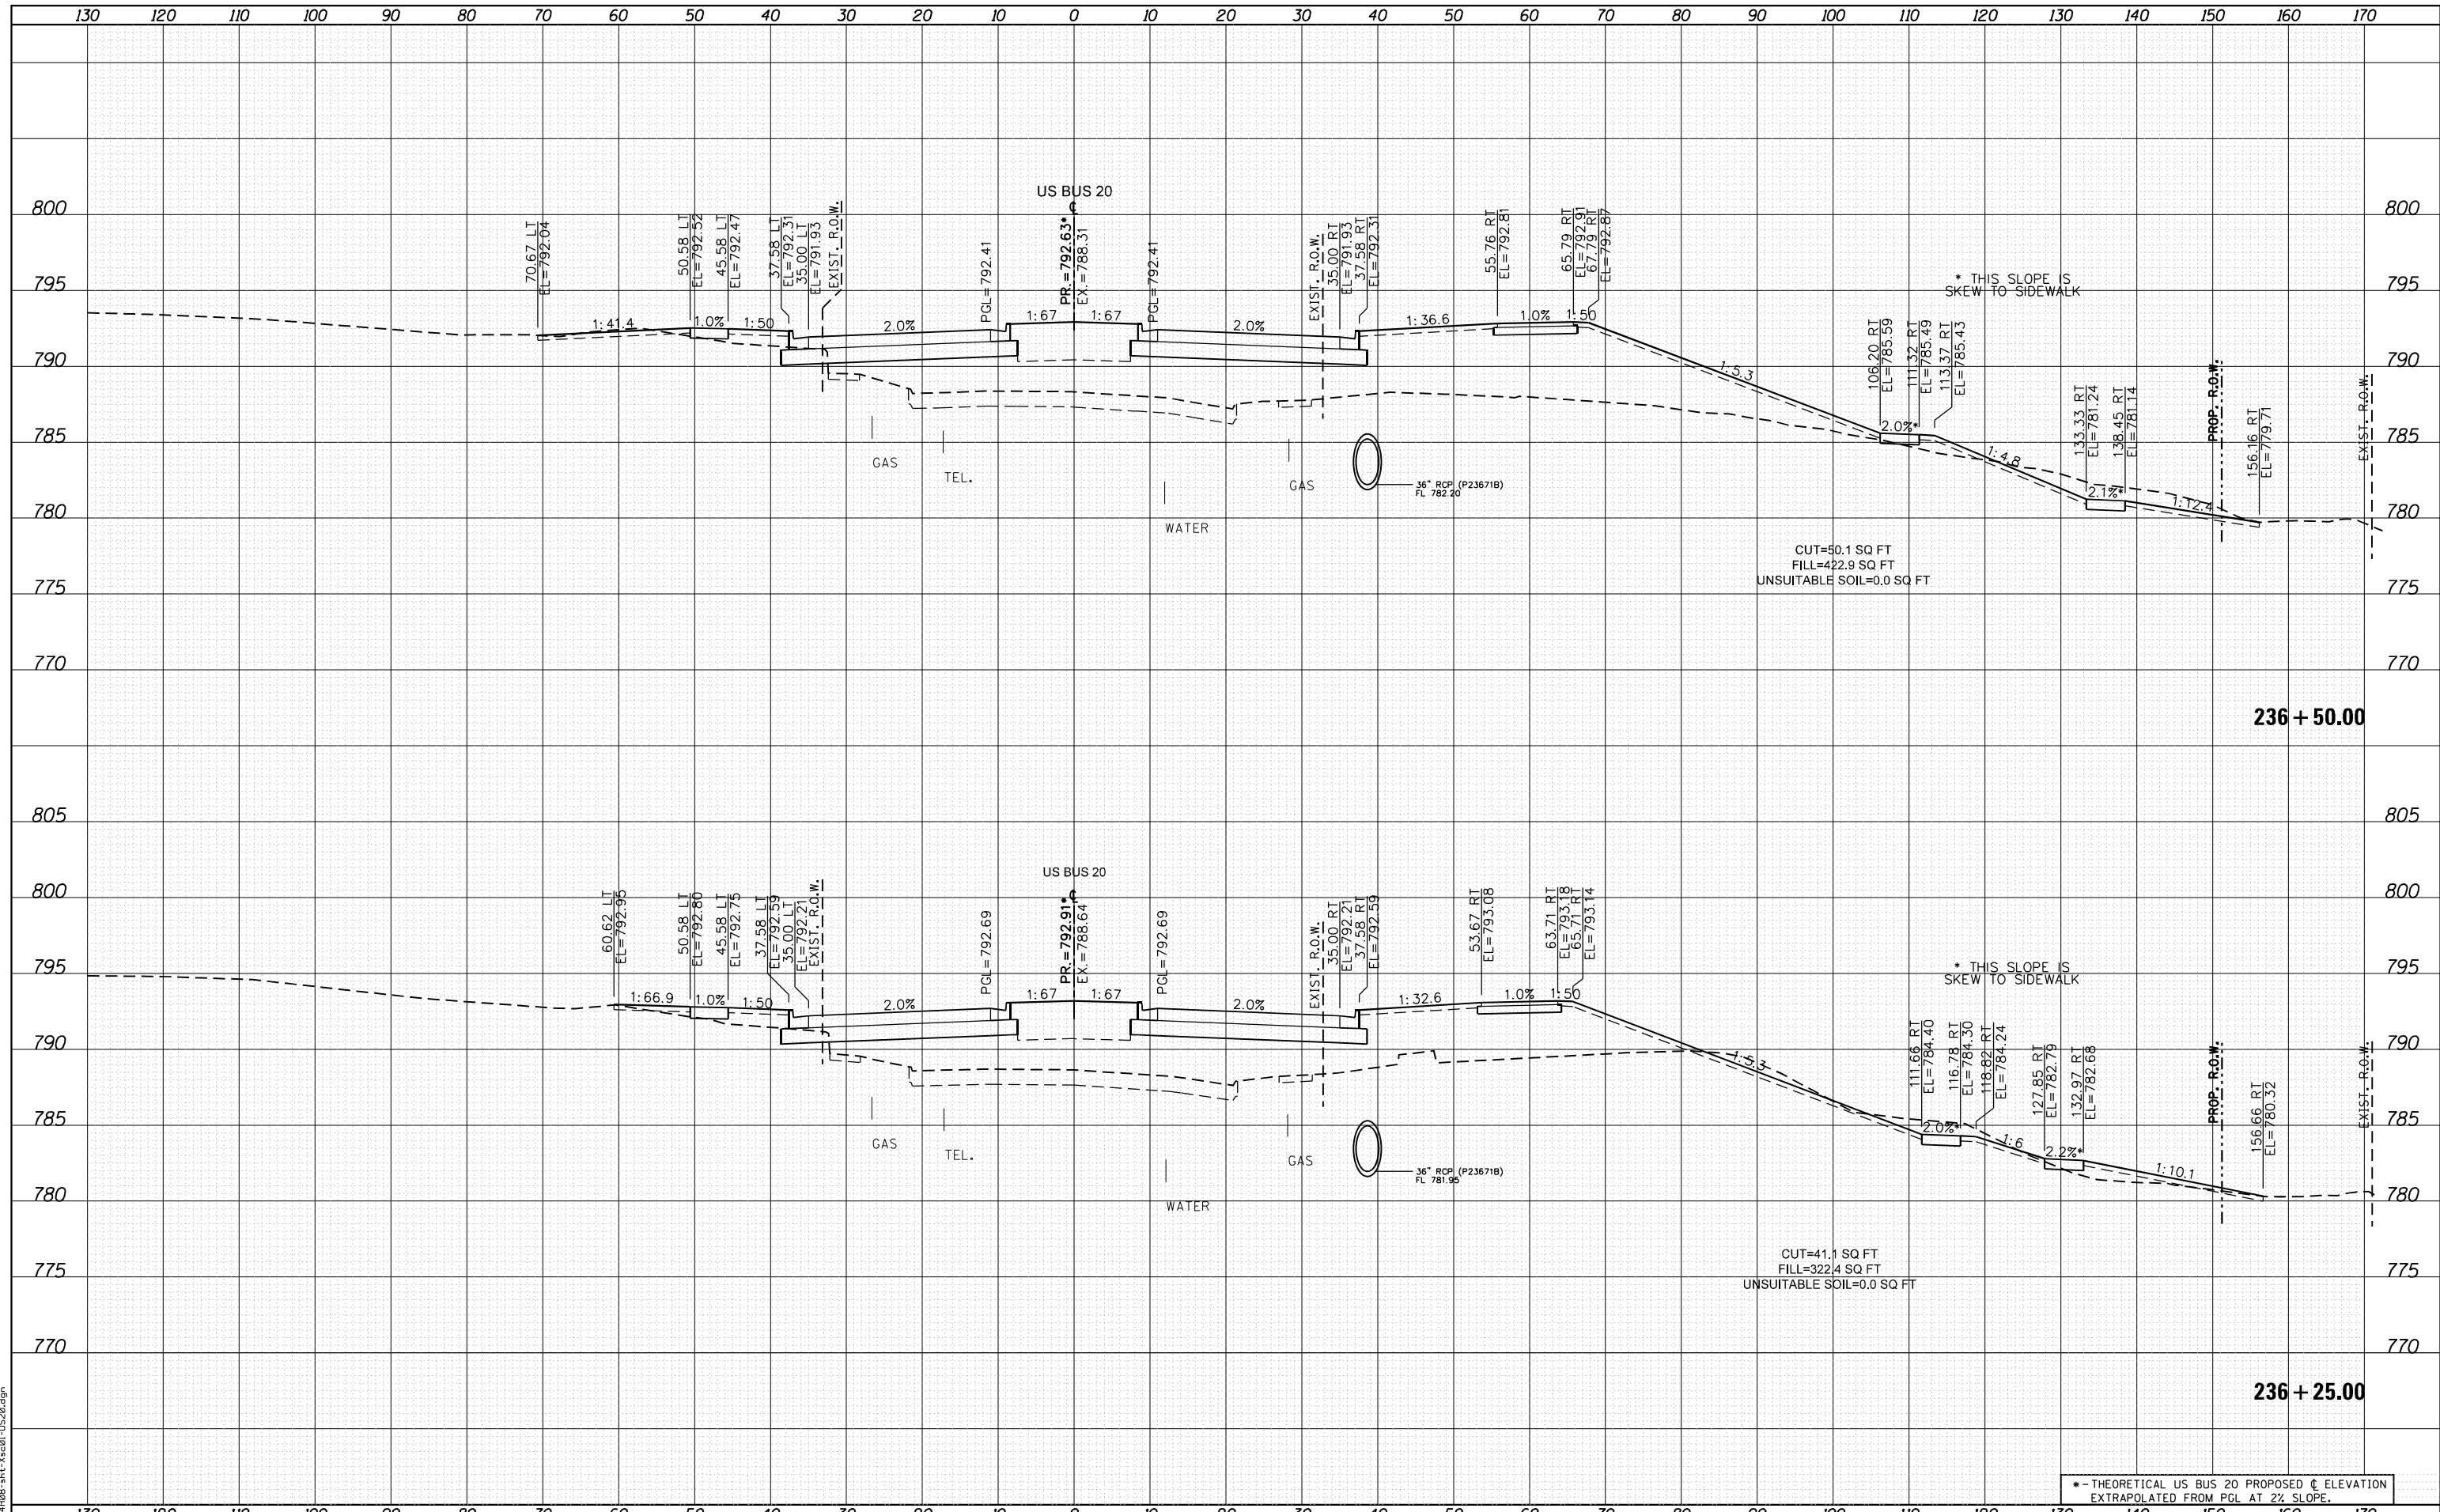 130 120 110 100 90 80 70 60 50 40 30 20 10 0 10 20 30 40 50 60 70 80 90 100 110 120 130 140 150 160 170
US BUS 20
℄
800 800
795 795
790 790
785 785
780 780
775 775
770 770
70.67 LT
EL=792.04
50.58 LT
EL=792.52
45.58 LT
EL=792.47
37.58 LT
EL=792.31
35.00 LT
EL=791.93
EXIST. R.O.W.
PGL=792.41
PR.=792.63*
EX.=788.31
PGL=792.41
EXIST. R.O.W.
35.00 RT
EL=791.93
37.58 RT
EL=792.31
55.76 RT
EL=792.81
65.79 RT
EL=792.91
67.79 RT
EL=792.87
* THIS SLOPE IS
SKEW TO SIDEWALK
106.20 RT
EL=785.59
111.32 RT
EL=785.49
113.37 RT
EL=785.43
133.33 RT
EL=781.24
138.45 RT
EL=781.14
PROP. R.O.W.
156.16 RT
EL=779.71
EXIST. R.O.W.
1:41.4 1.0% 1:50 2.0% 1:67 1:67 2.0% 1:36.6 1.0% 1:50 1:5.3 2.0%* 1:4.8 2.1%* 1:12.4
GAS
TEL.
WATER
GAS
36" RCP (P23671B)
FL 782.20
CUT=50.1 SQ FT
FILL=422.9 SQ FT
UNSUITABLE SOIL=0.0 SQ FT
236+50.00
805 805
800 800
795 795
790 790
785 785
780 780
775 775
770 770
US BUS 20
℄
60.62 LT
EL=792.95
50.58 LT
EL=792.80
45.58 LT
EL=792.75
37.58 LT
EL=792.59
35.00 LT
EL=792.21
EXIST. R.O.W.
PGL=792.69
PR.=792.91*
EX.=788.64
PGL=792.69
EXIST. R.O.W.
35.00 RT
EL=792.21
37.58 RT
EL=792.59
53.67 RT
EL=793.08
63.71 RT
EL=793.18
65.71 RT
EL=793.14
* THIS SLOPE IS
SKEW TO SIDEWALK
111.66 RT
EL=784.40
116.78 RT
EL=784.30
118.82 RT
EL=784.24
127.85 RT
EL=782.79
132.97 RT
EL=782.68
PROP. R.O.W.
156.66 RT
EL=780.32
EXIST. R.O.W.
1:66.9 1.0% 1:50 2.0% 1:67 1:67 2.0% 1:32.6 1.0% 1:50 1:5.3 2.0%* 1:6 2.2%* 1:10.1
GAS
TEL.
WATER
GAS
36" RCP (P23671B)
FL 781.95
CUT=41.1 SQ FT
FILL=322.4 SQ FT
UNSUITABLE SOIL=0.0 SQ FT
236+25.00
*-THEORETICAL US BUS 20 PROPOSED ℄ ELEVATION
EXTRAPOLATED FROM PGL AT 2% SLOPE.